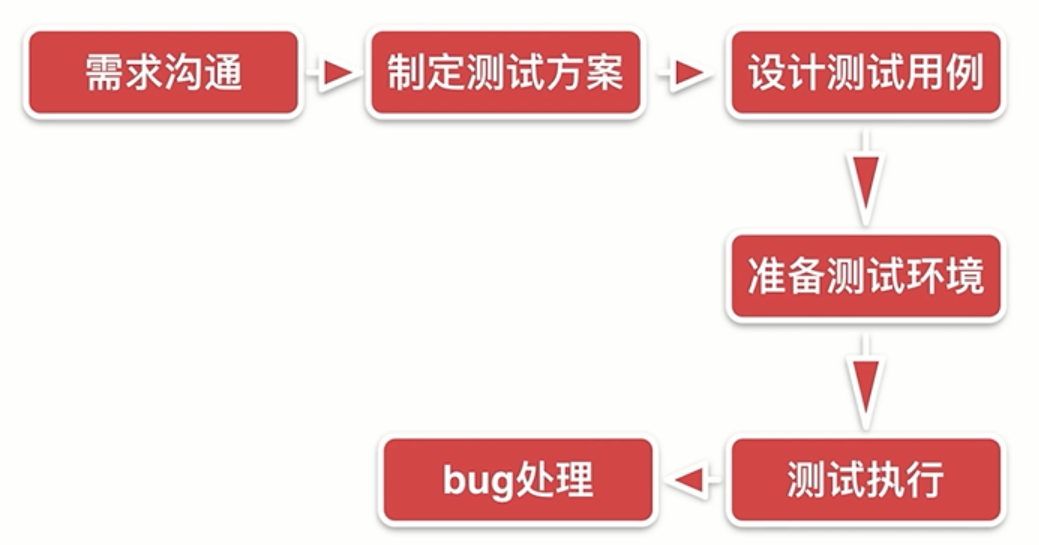 需求沟通
制定测试方案
设计测试用例
准备测试环境
测试执行
bug处理